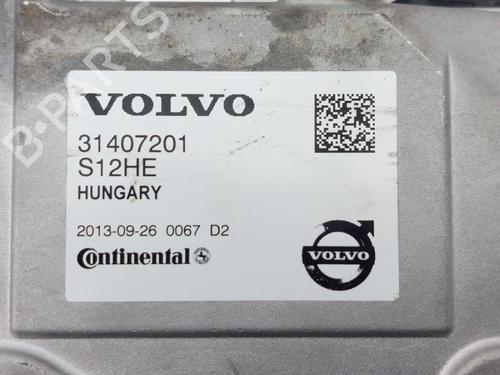 B-PARTS
VOLVO
31407201
S12HE
HUNGARY
2013-09-26 0067 D2
Continental
VOLVO